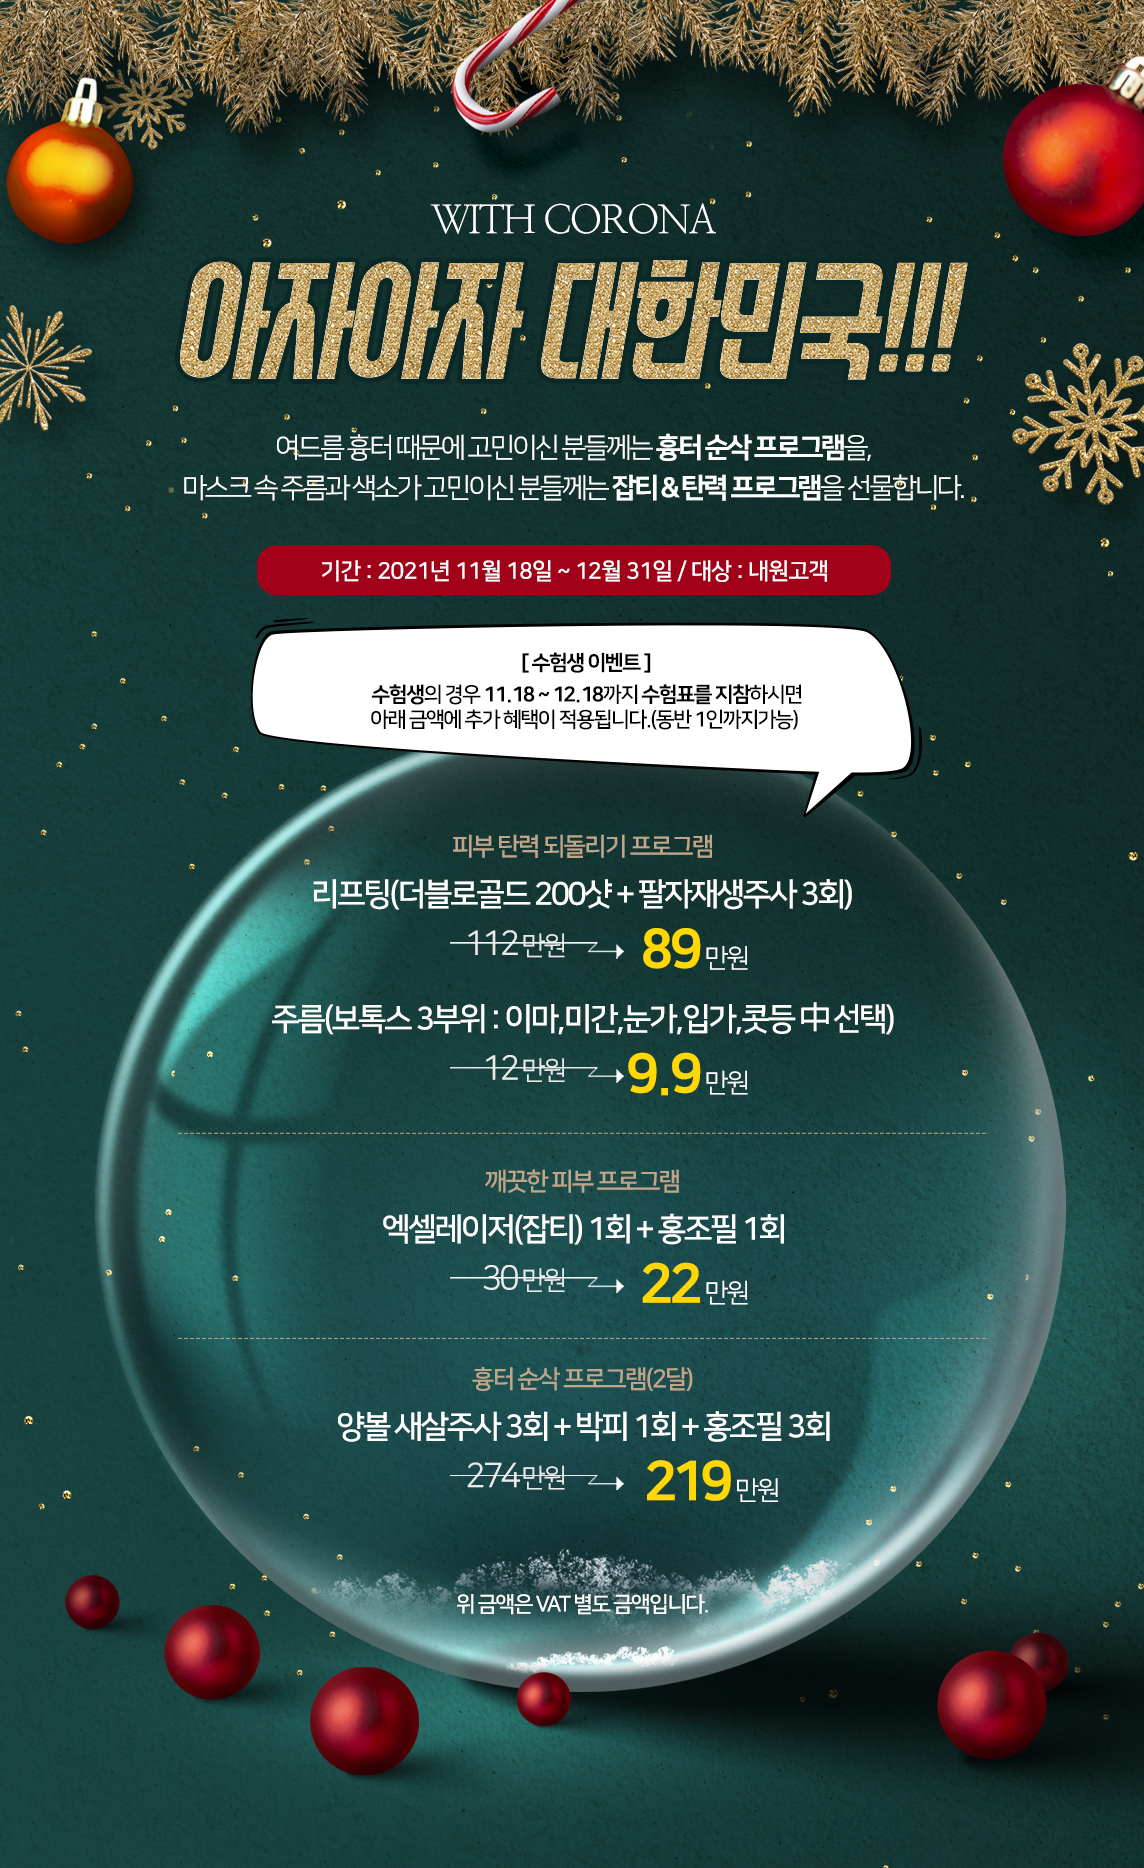 WITH CORONA
아자아자 대한민국!!!
여드름 흉터 때문에 고민이신 분들께는 흉터 순삭 프로그램을,
마스크 속 주름과 색소가 고민이신 분들께는 잡티 & 탄력 프로그램을 선물합니다.
기간 : 2021년 11월 18일 ~ 12월 31일 / 대상 : 내원고객
[ 수험생 이벤트 ]
수험생의 경우 11.18 ~ 12.18까지 수험표를 지참하시면
아래 금액에 추가 혜택이 적용됩니다.(동반 1인까지가능)
피부 탄력 되돌리기 프로그램
리프팅(더블로골드 200샷 + 팔자재생주사 3회)
112만원 → 89만원
주름(보톡스 3부위 : 이마,미간,눈가,입가,콧등 中 선택)
12만원 → 9.9만원
깨끗한 피부 프로그램
엑셀레이저(잡티) 1회 + 홍조필 1회
30만원 → 22만원
흉터 순삭 프로그램(2달)
양볼 새살주사 3회 + 박피 1회 + 홍조필 3회
274만원 → 219만원
위 금액은 VAT 별도 금액입니다.